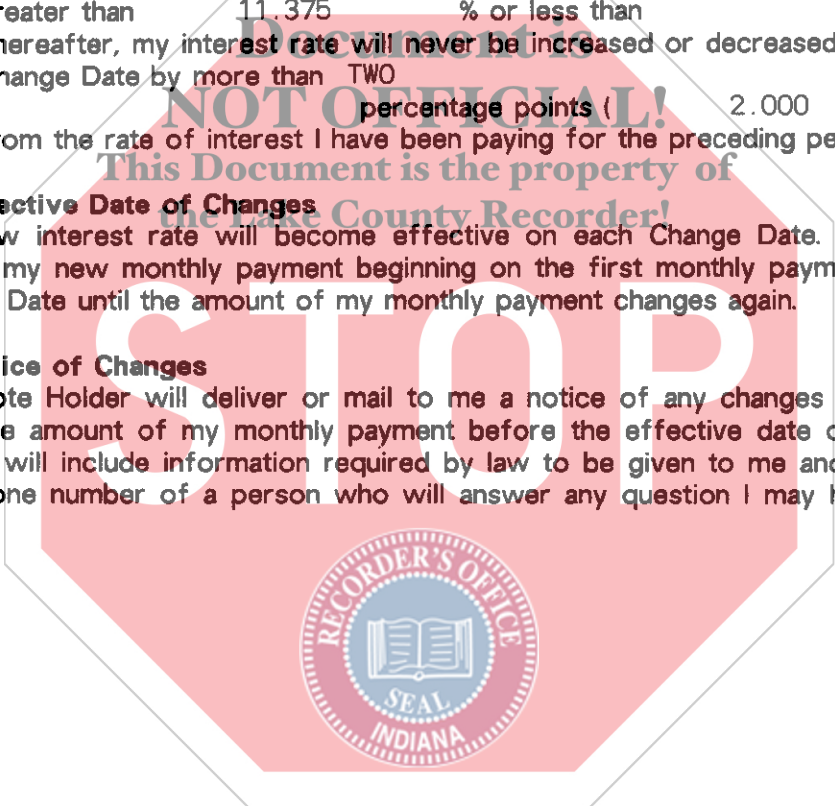 reater than 11.375 % or less than
Document is
hereafter, my interest rate will never be increased or decreased
hange Date by more than TWO
NOT OFFICIAL!
percentage points ( 2.000
om the rate of interest I have been paying for the preceding pe
This Document is the property of
ective Date of Changes
the Lake County Recorder!
w interest rate will become effective on each Change Date.
my new monthly payment beginning on the first monthly paym
Date until the amount of my monthly payment changes again.
STOP
ice of Changes
ote Holder will deliver or mail to me a notice of any changes
e amount of my monthly payment before the effective date o
will include information required by law to be given to me and
one number of a person who will answer any question I may h
RECORDER'S OFFICE
SEAL
INDIANA